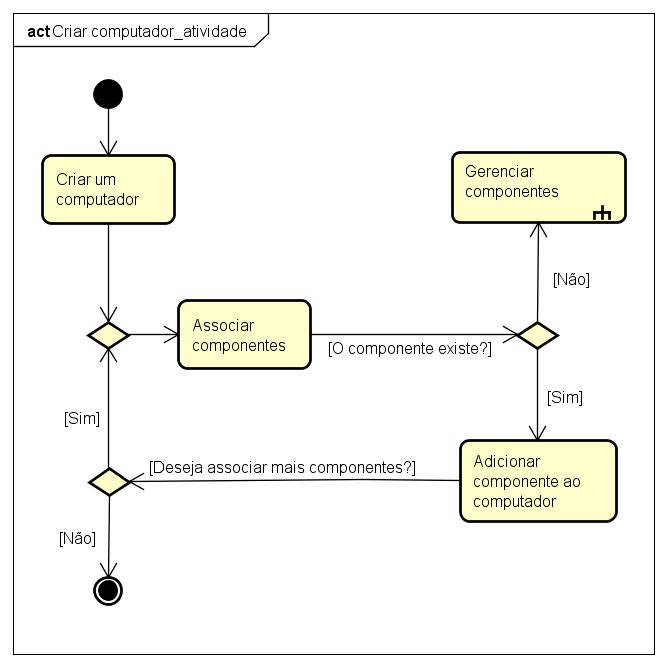 act Criar computador_atividade
Criar um
computador
Gerenciar
componentes
[Não]
Associar
componentes
[O componente existe?]
[Sim]
[Sim]
Adicionar
componente ao
computador
[Deseja associar mais componentes?]
[Não]